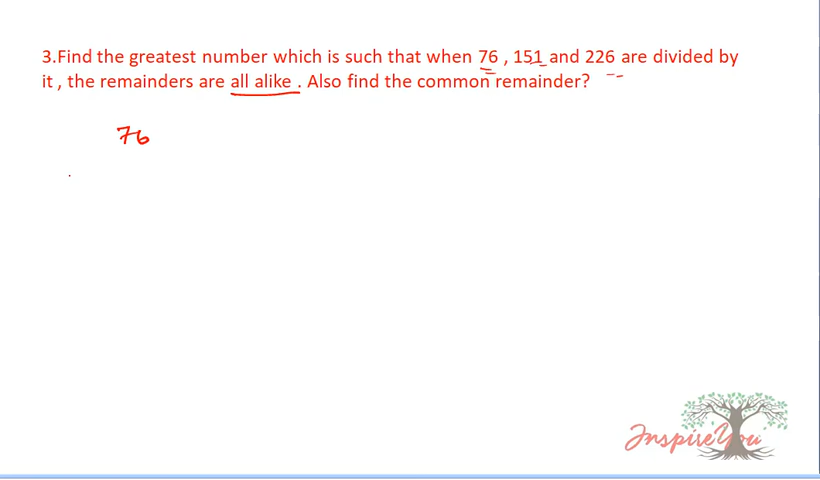 3.Find the greatest number which is such that when 76 , 151 and 226 are divided by
it , the remainders are all alike . Also find the common remainder?
76
InspireYou